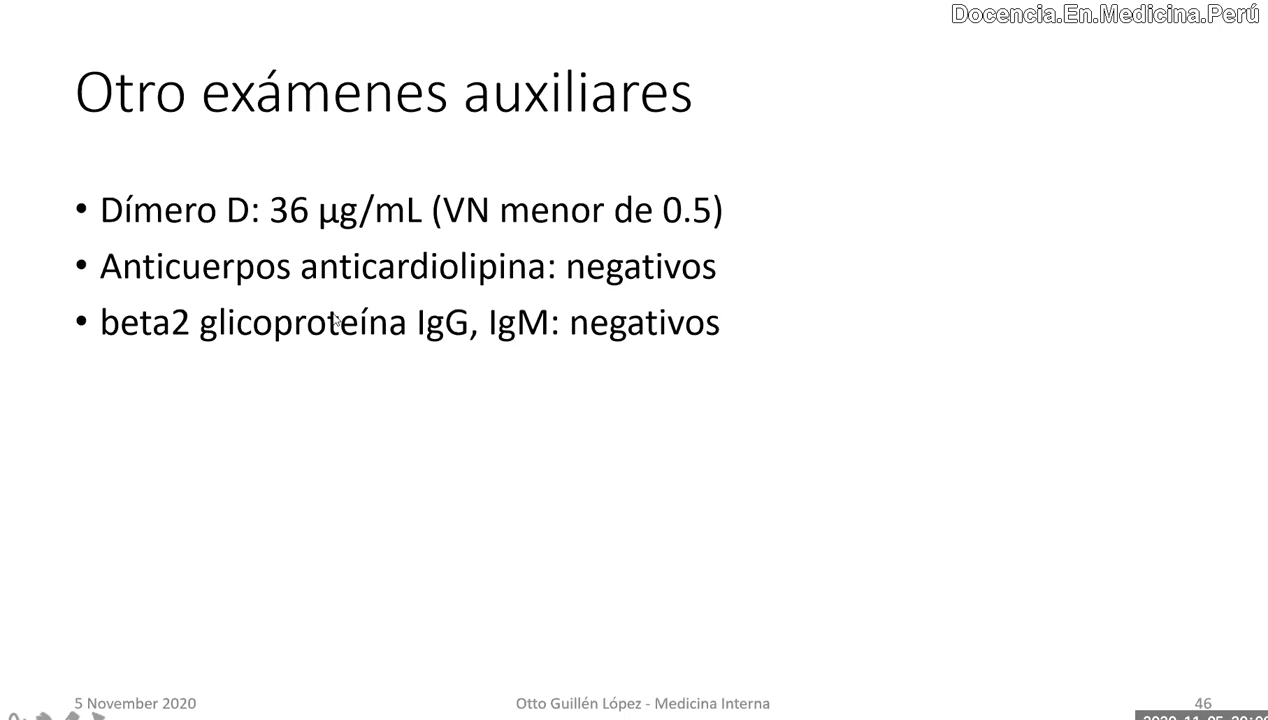 Docencia.En.Medicina.Perú
Otro exámenes auxiliares
• Dímero D: 36 µg/mL (VN menor de 0.5)
• Anticuerpos anticardiolipina: negativos
• beta2 glicoproteína IgG, IgM: negativos
5 November 2020
Otto Guillén López - Medicina Interna
46